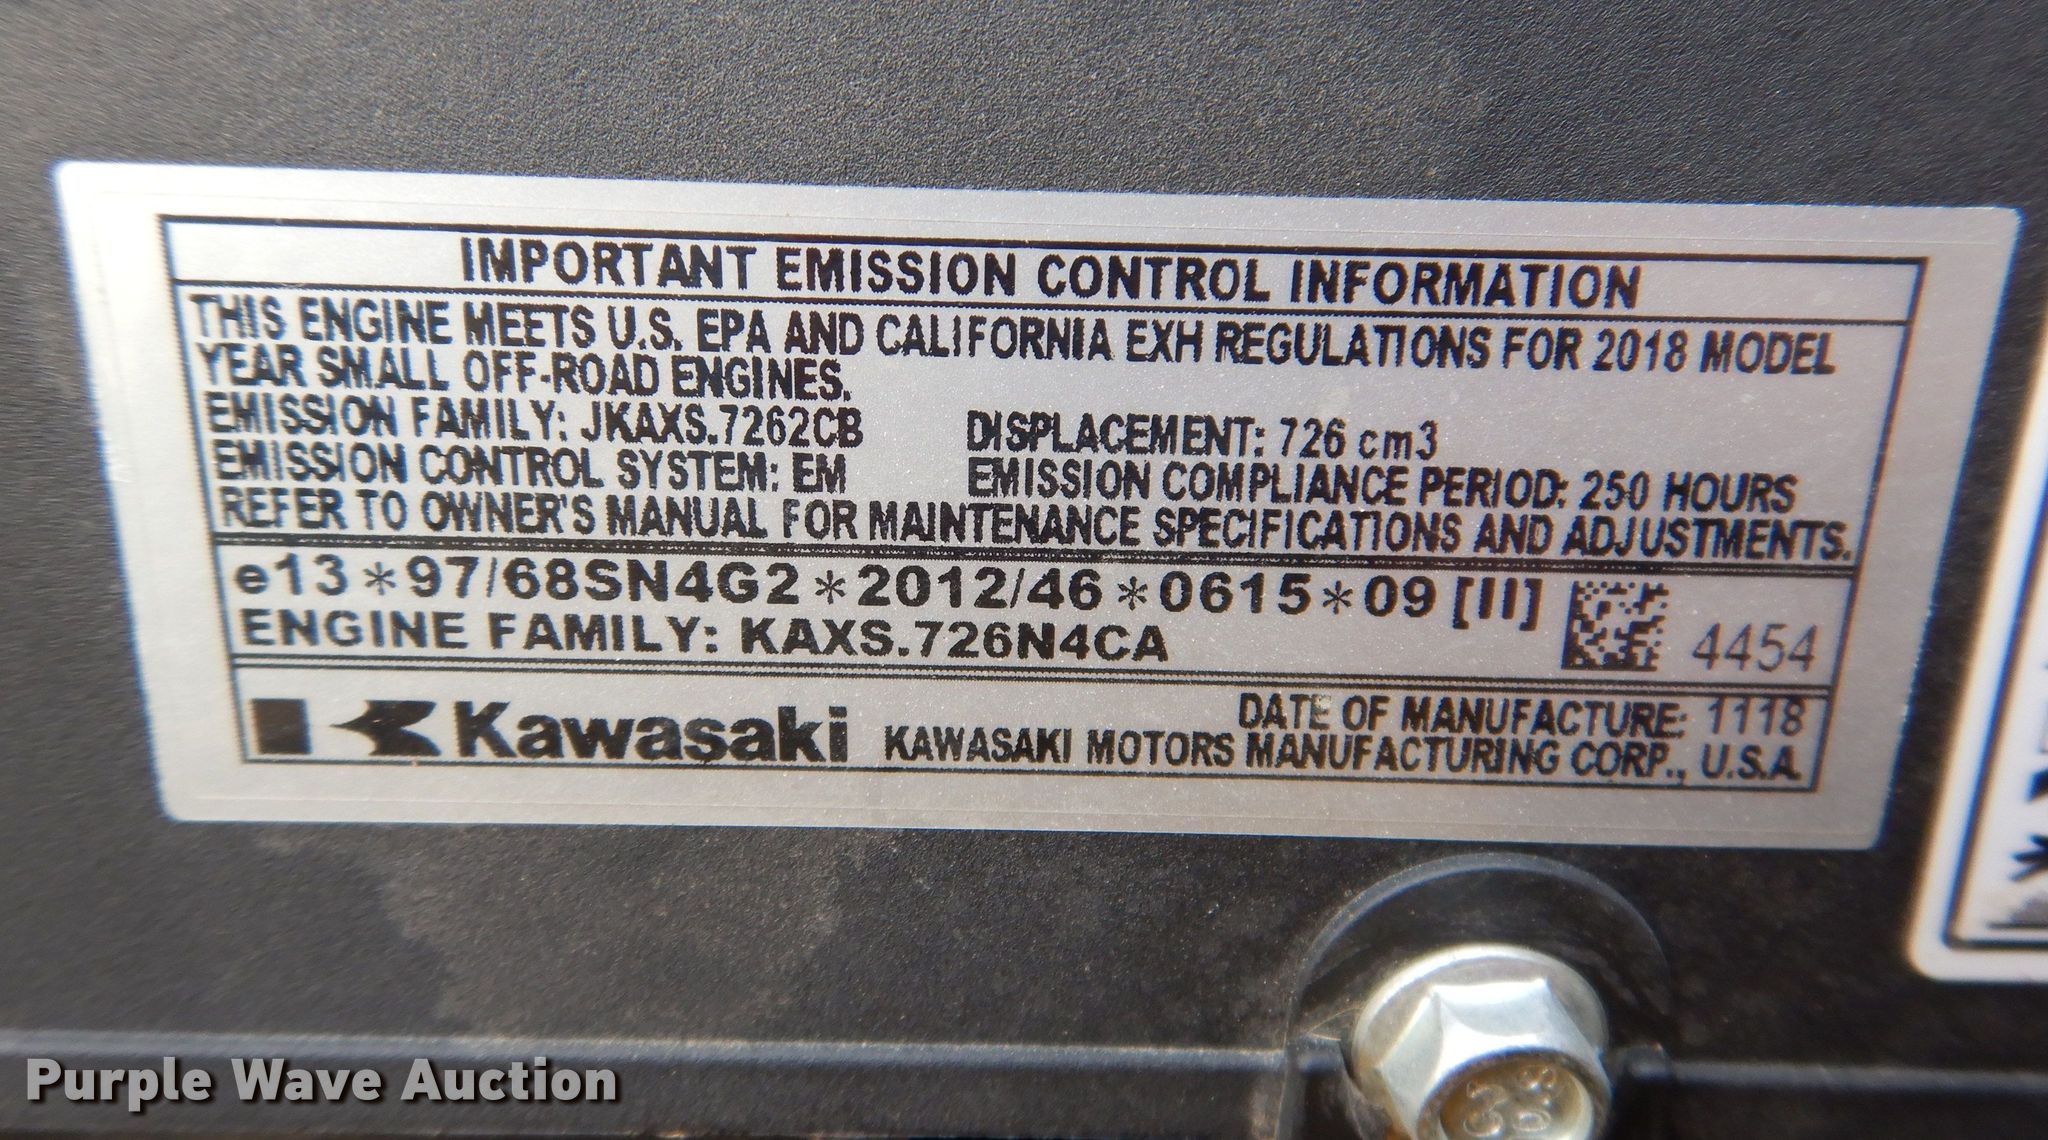 IMPORTANT EMISSION CONTROL INFORMATION
THIS ENGINE MEETS U.S. EPA AND CALIFORNIA EXH REGULATIONS FOR 2018 MODEL
YEAR SMALL OFF-ROAD ENGINES.
EMISSION FAMILY: JKAXS.7262CB DISPLACEMENT: 726 cm3
EMISSION CONTROL SYSTEM: EM EMISSION COMPLIANCE PERIOD: 250 HOURS
REFER TO OWNER'S MANUAL FOR MAINTENANCE SPECIFICATIONS AND ADJUSTMENTS.
e13*97/68SN4G2*2012/46*0615*09 [II]
ENGINE FAMILY: KAXS.726N4CA 4454
Kawasaki
DATE OF MANUFACTURE: 1118
KAWASAKI MOTORS MANUFACTURING CORP., U.S.A.
Purple Wave Auction